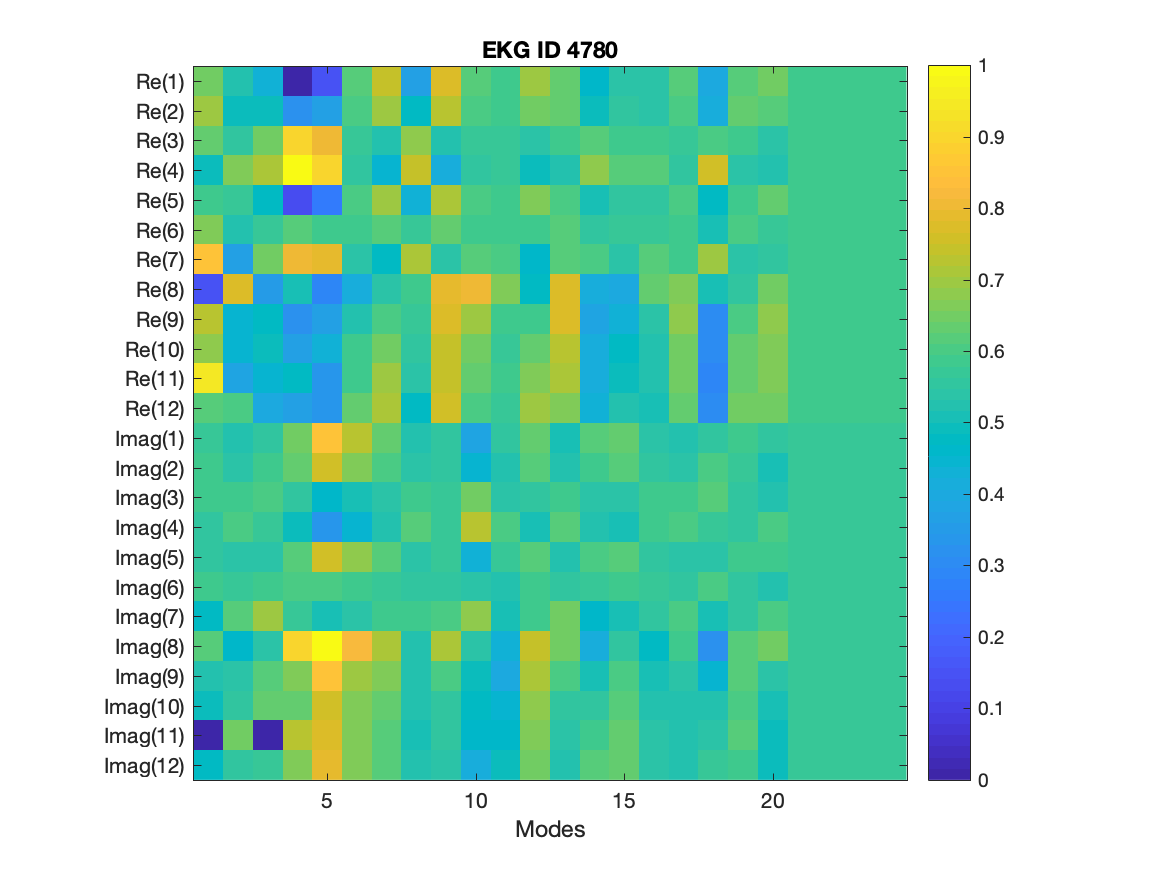 EKG ID 4780
Re(1)
Re(2)
Re(3)
Re(4)
Re(5)
Re(6)
Re(7)
Re(8)
Re(9)
Re(10)
Re(11)
Re(12)
Imag(1)
Imag(2)
Imag(3)
Imag(4)
Imag(5)
Imag(6)
Imag(7)
Imag(8)
Imag(9)
Imag(10)
Imag(11)
Imag(12)
5 10 15 20
Modes
1
0.9
0.8
0.7
0.6
0.5
0.4
0.3
0.2
0.1
0